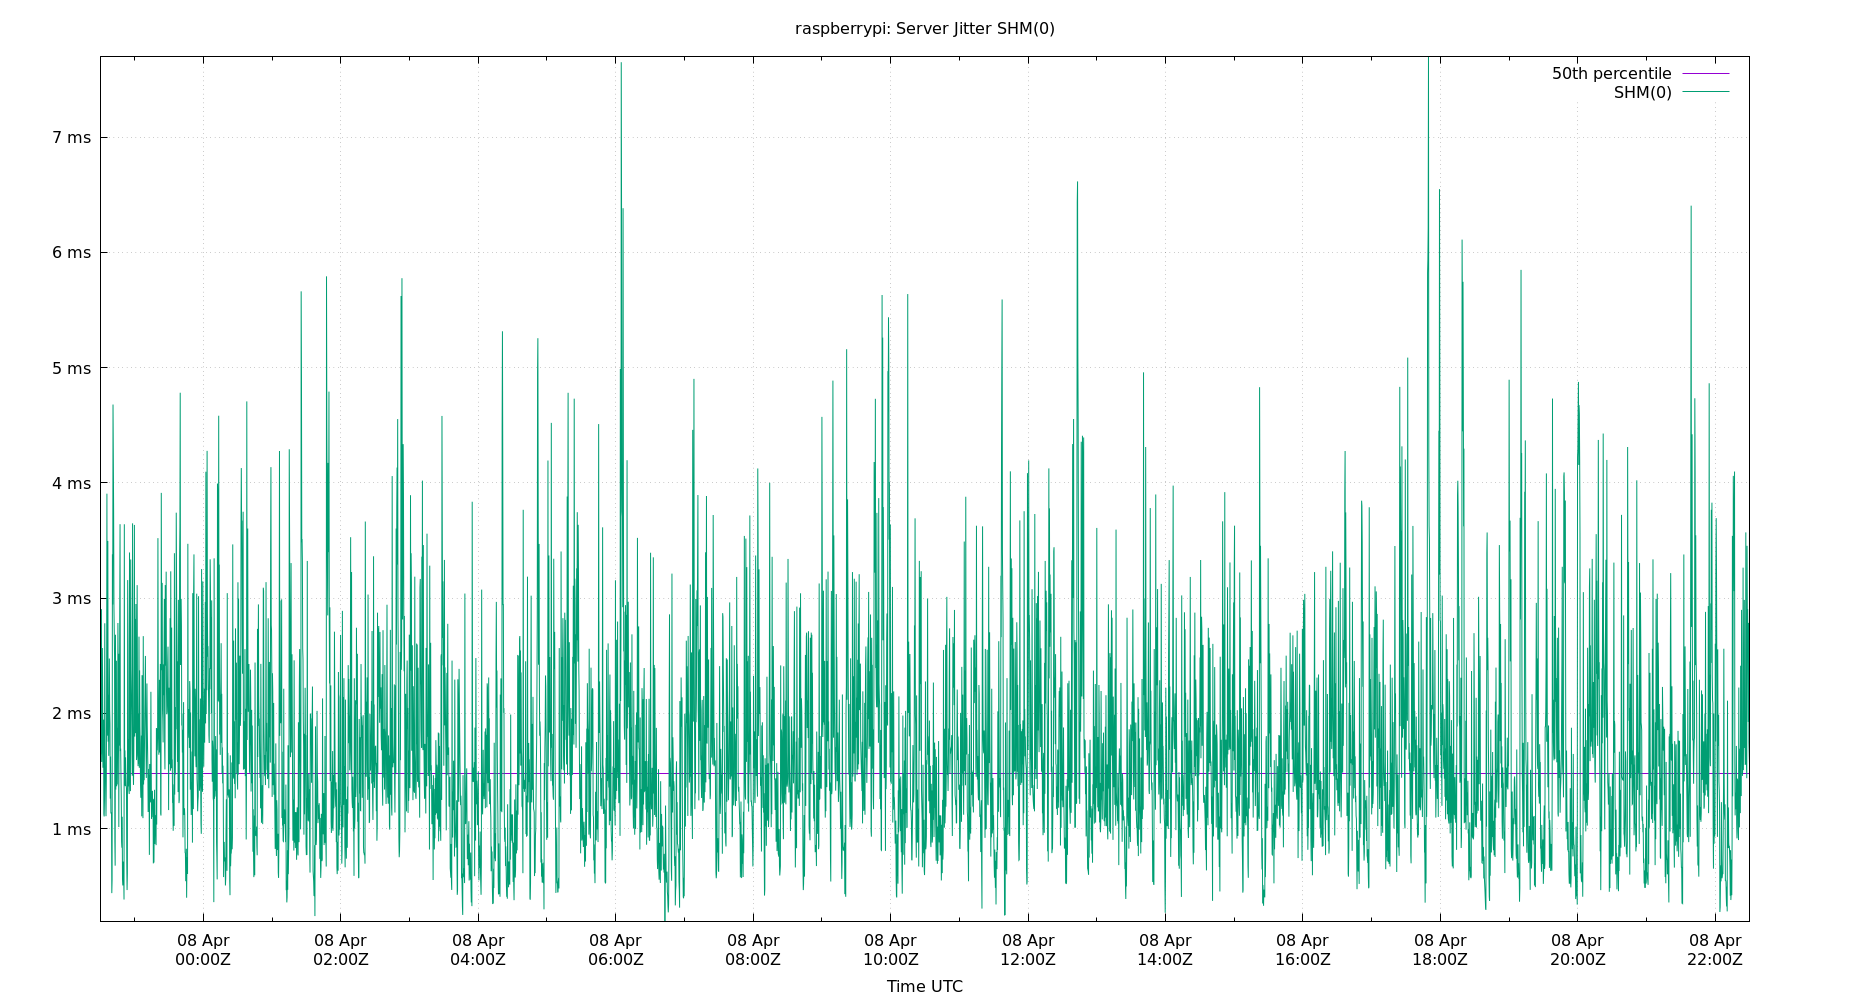 raspberrypi: Server Jitter SHM(0)
50th percentile
SHM(0)
7 ms
6 ms
5 ms
4 ms
3 ms
2 ms
1 ms
08 Apr 08 Apr 08 Apr 08 Apr 08 Apr 08 Apr 08 Apr 08 Apr 08 Apr 08 Apr 08 Apr 08 Apr
00:00Z 02:00Z 04:00Z 06:00Z 08:00Z 10:00Z 12:00Z 14:00Z 16:00Z 18:00Z 20:00Z 22:00Z
Time UTC